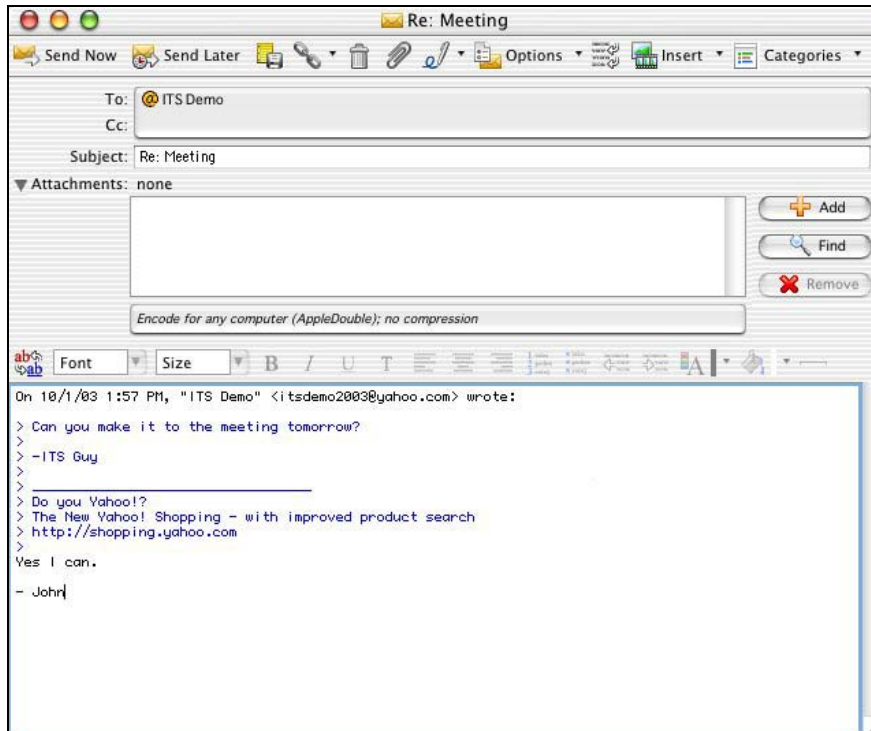 Re: Meeting
Send Now Send Later Options Insert Categories
To: ITS Demo
Cc:
Subject: Re: Meeting
Attachments: none
Add
Find
Remove
Encode for any computer (AppleDouble); no compression
Font Size B I U T A
On 10/1/03 1:57 PM, "ITS Demo" <itsdemo2003@yahoo.com> wrote:
> Can you make it to the meeting tomorrow?
>
> -ITS Guy
>
> ________________________________
> Do you Yahoo!?
> The New Yahoo! Shopping - with improved product search
> http://shopping.yahoo.com
>
Yes I can.
- John